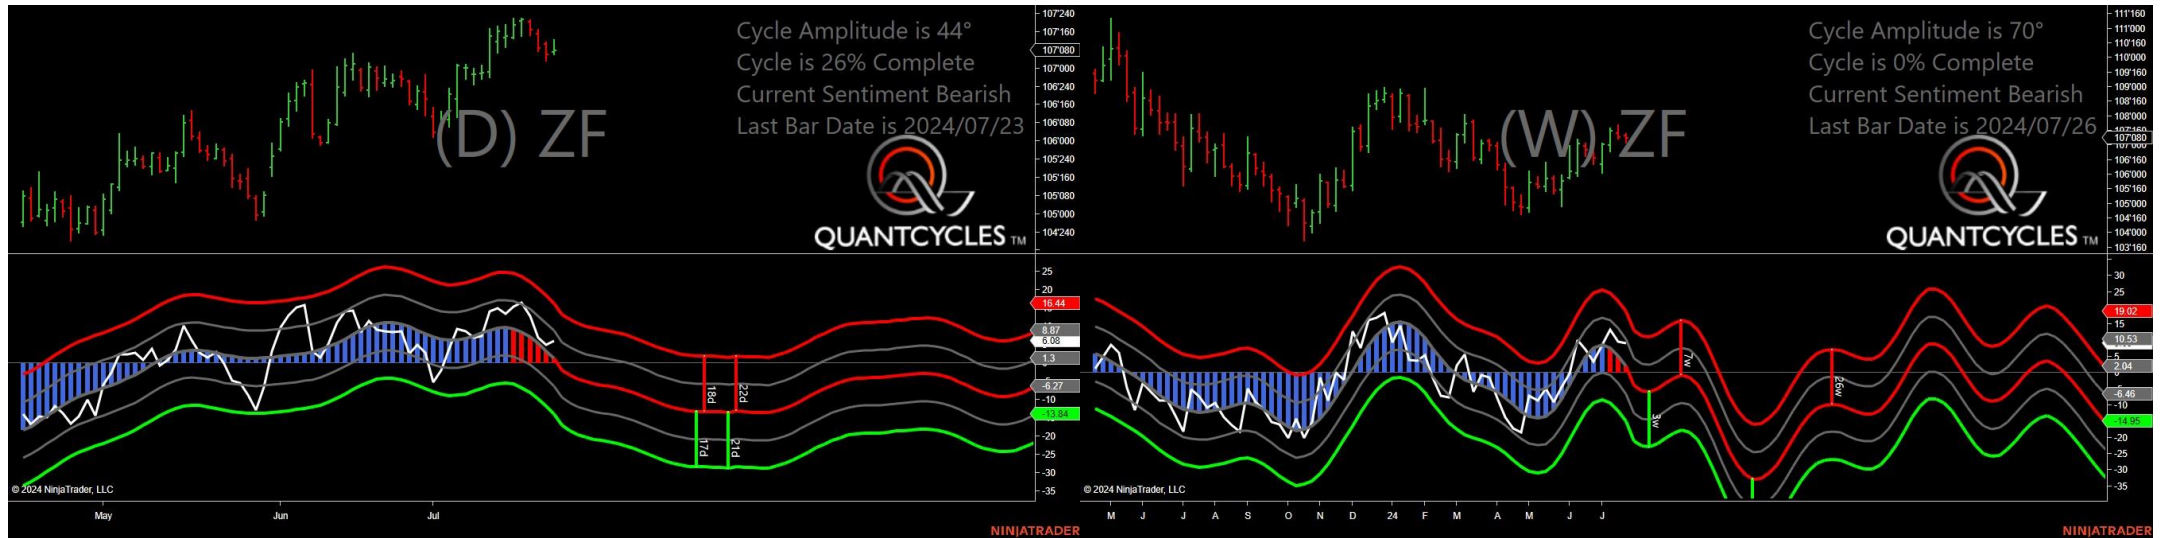 Cycle Amplitude is 44°
Cycle is 26% Complete
Current Sentiment Bearish
Last Bar Date is 2024/07/23
(D) ZF
QUANTCYCLES TM
107'240
107'160
107'080
107'000
106'240
106'160
106'080
106'000
105'240
105'160
105'080
105'000
104'240
25
20
16.44
8.87
6.08
1.3
-6.27
-10
-13.84
-20
-25
-30
-35
18d
22d
17d
21d
© 2024 NinjaTrader, LLC
May
Jun
Jul
NINJATRADER
Cycle Amplitude is 70°
Cycle is 0% Complete
Current Sentiment Bearish
Last Bar Date is 2024/07/26
(W) ZF
QUANTCYCLES TM
111'160
111'000
110'160
110'000
109'160
109'000
108'160
108'000
107'160
107'080
107'000
106'160
106'000
105'160
105'000
104'160
104'000
103'160
30
25
19.02
15
10.53
5
2.04
-6.46
-10
-14.95
-20
-25
-30
-35
7w
26w
© 2024 NinjaTrader, LLC
M
J
J
A
S
O
N
D
24
F
M
A
M
J
J
NINJATRADER